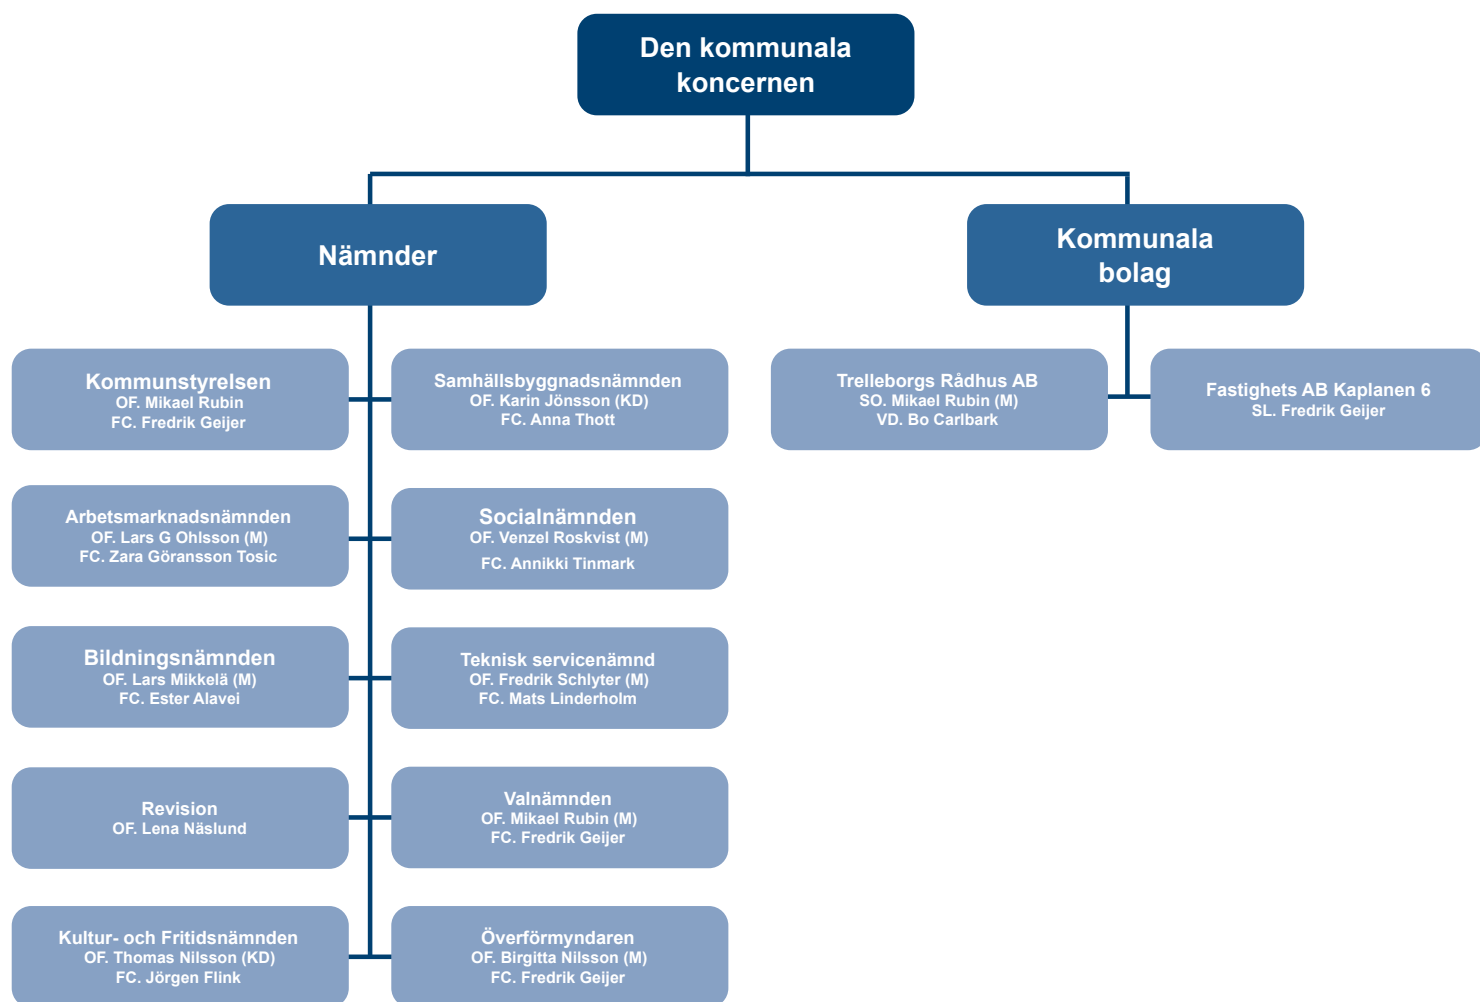 Den kommunala
koncernen
Nämnder
Kommunala
bolag
Kommunstyrelsen
OF. Mikael Rubin
FC. Fredrik Geijer
Samhällsbyggnadsnämnden
OF. Karin Jönsson (KD)
FC. Anna Thott
Trelleborgs Rådhus AB
SO. Mikael Rubin (M)
VD. Bo Carlbark
Fastighets AB Kaplanen 6
SL. Fredrik Geijer
Arbetsmarknadsnämnden
OF. Lars G Ohlsson (M)
FC. Zara Göransson Tosic
Socialnämnden
OF. Venzel Roskvist (M)
FC. Annikki Tinmark
Bildningsnämnden
OF. Lars Mikkelä (M)
FC. Ester Alavei
Teknisk servicenämnd
OF. Fredrik Schlyter (M)
FC. Mats Linderholm
Revision
OF. Lena Näslund
Valnämnden
OF. Mikael Rubin (M)
FC. Fredrik Geijer
Kultur- och Fritidsnämnden
OF. Thomas Nilsson (KD)
FC. Jörgen Flink
Överförmyndaren
OF. Birgitta Nilsson (M)
FC. Fredrik Geijer